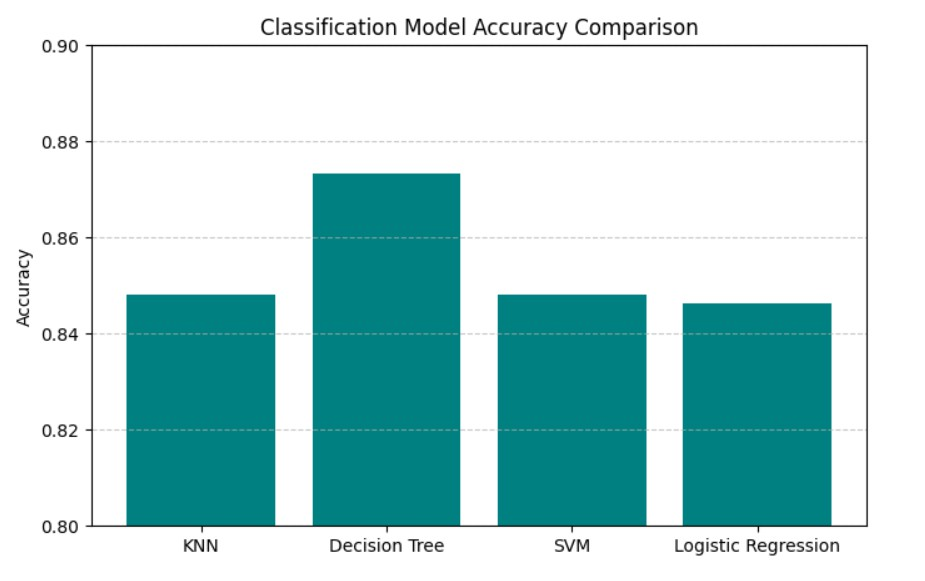 Classification Model Accuracy Comparison
0.90
0.88
0.86
0.84
0.82
0.80
Accuracy
KNN Decision Tree SVM Logistic Regression